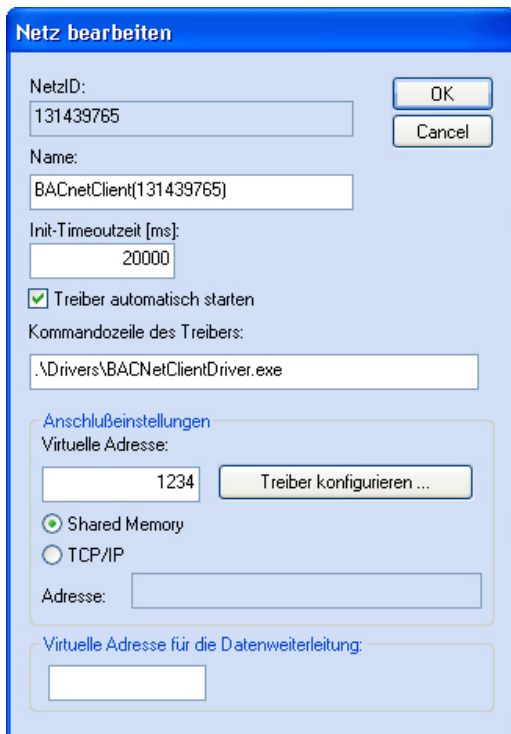 Netz bearbeiten
NetzID:
131439765
OK
Cancel
Name:
BACnetClient(131439765)
Init-Timeoutzeit [ms]:
20000
Treiber automatisch starten
Kommandozeile des Treibers:
.\Drivers\BACNetClientDriver.exe
Anschlußeinstellungen
Virtuelle Adresse:
1234
Treiber konfigurieren ...
Shared Memory
TCP/IP
Adresse:
Virtuelle Adresse für die Datenweiterleitung: